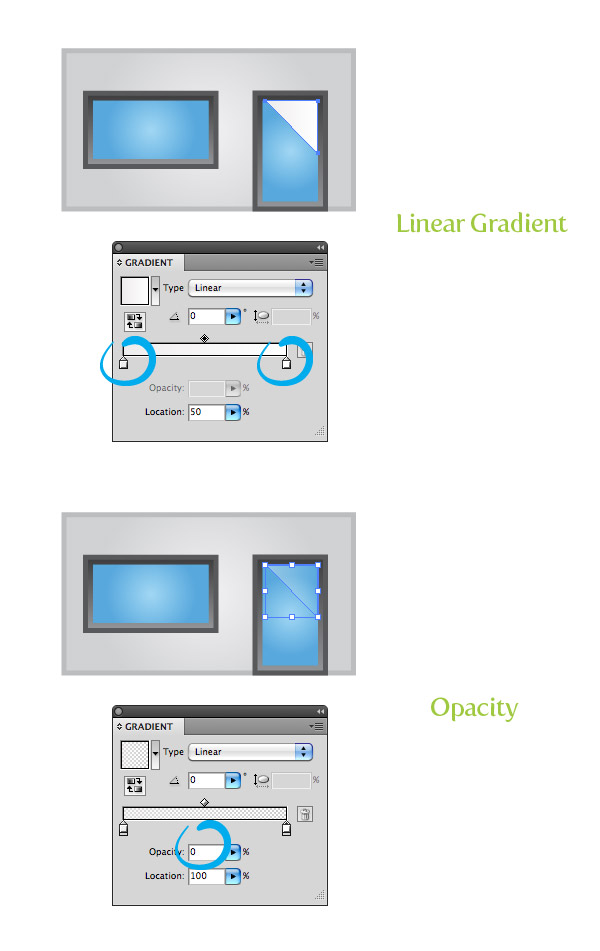 Linear Gradient
GRADIENT
Type Linear
0 ° %
Opacity: %
Location: 50 %
Opacity
GRADIENT
Type Linear
0 ° %
Opacity: 0 %
Location: 100 %